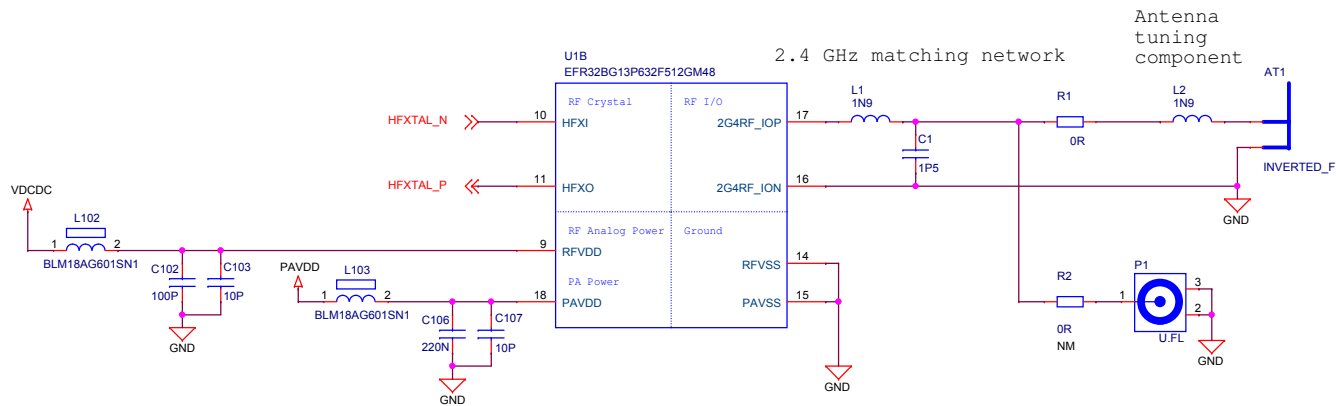 Antenna
tuning
component
2.4 GHz matching network
U1B
EFR32BG13P632F512GM48
RF Crystal
RF I/O
HFXTAL_N
10
HFXI
2G4RF_IOP
17
L1
1N9
C1
1P5
R1
0R
L2
1N9
AT1
INVERTED_F
HFXTAL_P
11
HFXO
2G4RF_ION
16
GND
VDCDC
L102
1
2
BLM18AG601SN1
C102
100P
C103
10P
GND
RF Analog Power
Ground
9
RFVDD
RFVSS
14
PAVDD
L103
1
2
BLM18AG601SN1
C106
220N
C107
10P
GND
PA Power
18
PAVDD
PAVSS
15
GND
R2
0R
NM
P1
1
3
2
U.FL
GND